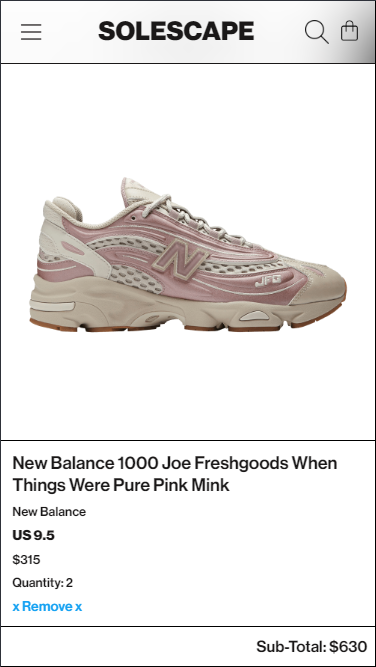 SOLESCAPE
N
JFG
New Balance 1000 Joe Freshgoods When
Things Were Pure Pink Mink
New Balance
US 9.5
$315
Quantity: 2
x Remove x
Sub-Total: $630